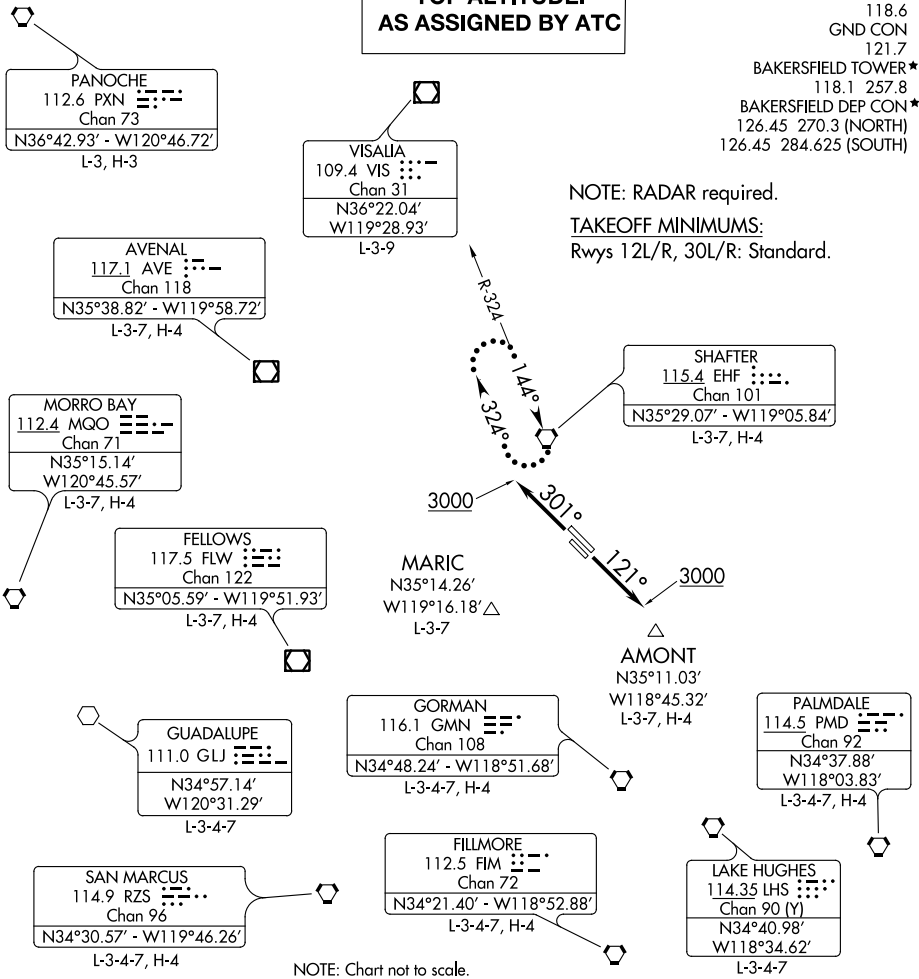 TOP ALTITUDE:
AS ASSIGNED BY ATC
118.6
GND CON
121.7
BAKERSFIELD TOWER★
118.1 257.8
BAKERSFIELD DEP CON★
126.45 270.3 (NORTH)
126.45 284.625 (SOUTH)
PANOCHE
112.6 PXN
Chan 73
N36°42.93' - W120°46.72'
L-3, H-3
VISALIA
109.4 VIS
Chan 31
N36°22.04'
W119°28.93'
L-3-9
NOTE: RADAR required.
TAKEOFF MINIMUMS:
Rwys 12L/R, 30L/R: Standard.
AVENAL
117.1 AVE
Chan 118
N35°38.82' - W119°58.72'
L-3-7, H-4
R-324
144°
324°
SHAFTER
115.4 EHF
Chan 101
N35°29.07' - W119°05.84'
L-3-7, H-4
MORRO BAY
112.4 MQO
Chan 71
N35°15.14'
W120°45.57'
L-3-7, H-4
3000
301°
121°
3000
FELLOWS
117.5 FLW
Chan 122
N35°05.59' - W119°51.93'
L-3-7, H-4
MARIC
N35°14.26'
W119°16.18'
L-3-7
AMONT
N35°11.03'
W118°45.32'
L-3-7, H-4
GUADALUPE
111.0 GLJ
N34°57.14'
W120°31.29'
L-3-4-7
GORMAN
116.1 GMN
Chan 108
N34°48.24' - W118°51.68'
L-3-4-7, H-4
PALMDALE
114.5 PMD
Chan 92
N34°37.88'
W118°03.83'
L-3-4-7, H-4
SAN MARCUS
114.9 RZS
Chan 96
N34°30.57' - W119°46.26'
L-3-4-7, H-4
FILLMORE
112.5 FIM
Chan 72
N34°21.40' - W118°52.88'
L-3-4-7, H-4
LAKE HUGHES
114.35 LHS
Chan 90 (Y)
N34°40.98'
W118°34.62'
L-3-4-7
NOTE: Chart not to scale.